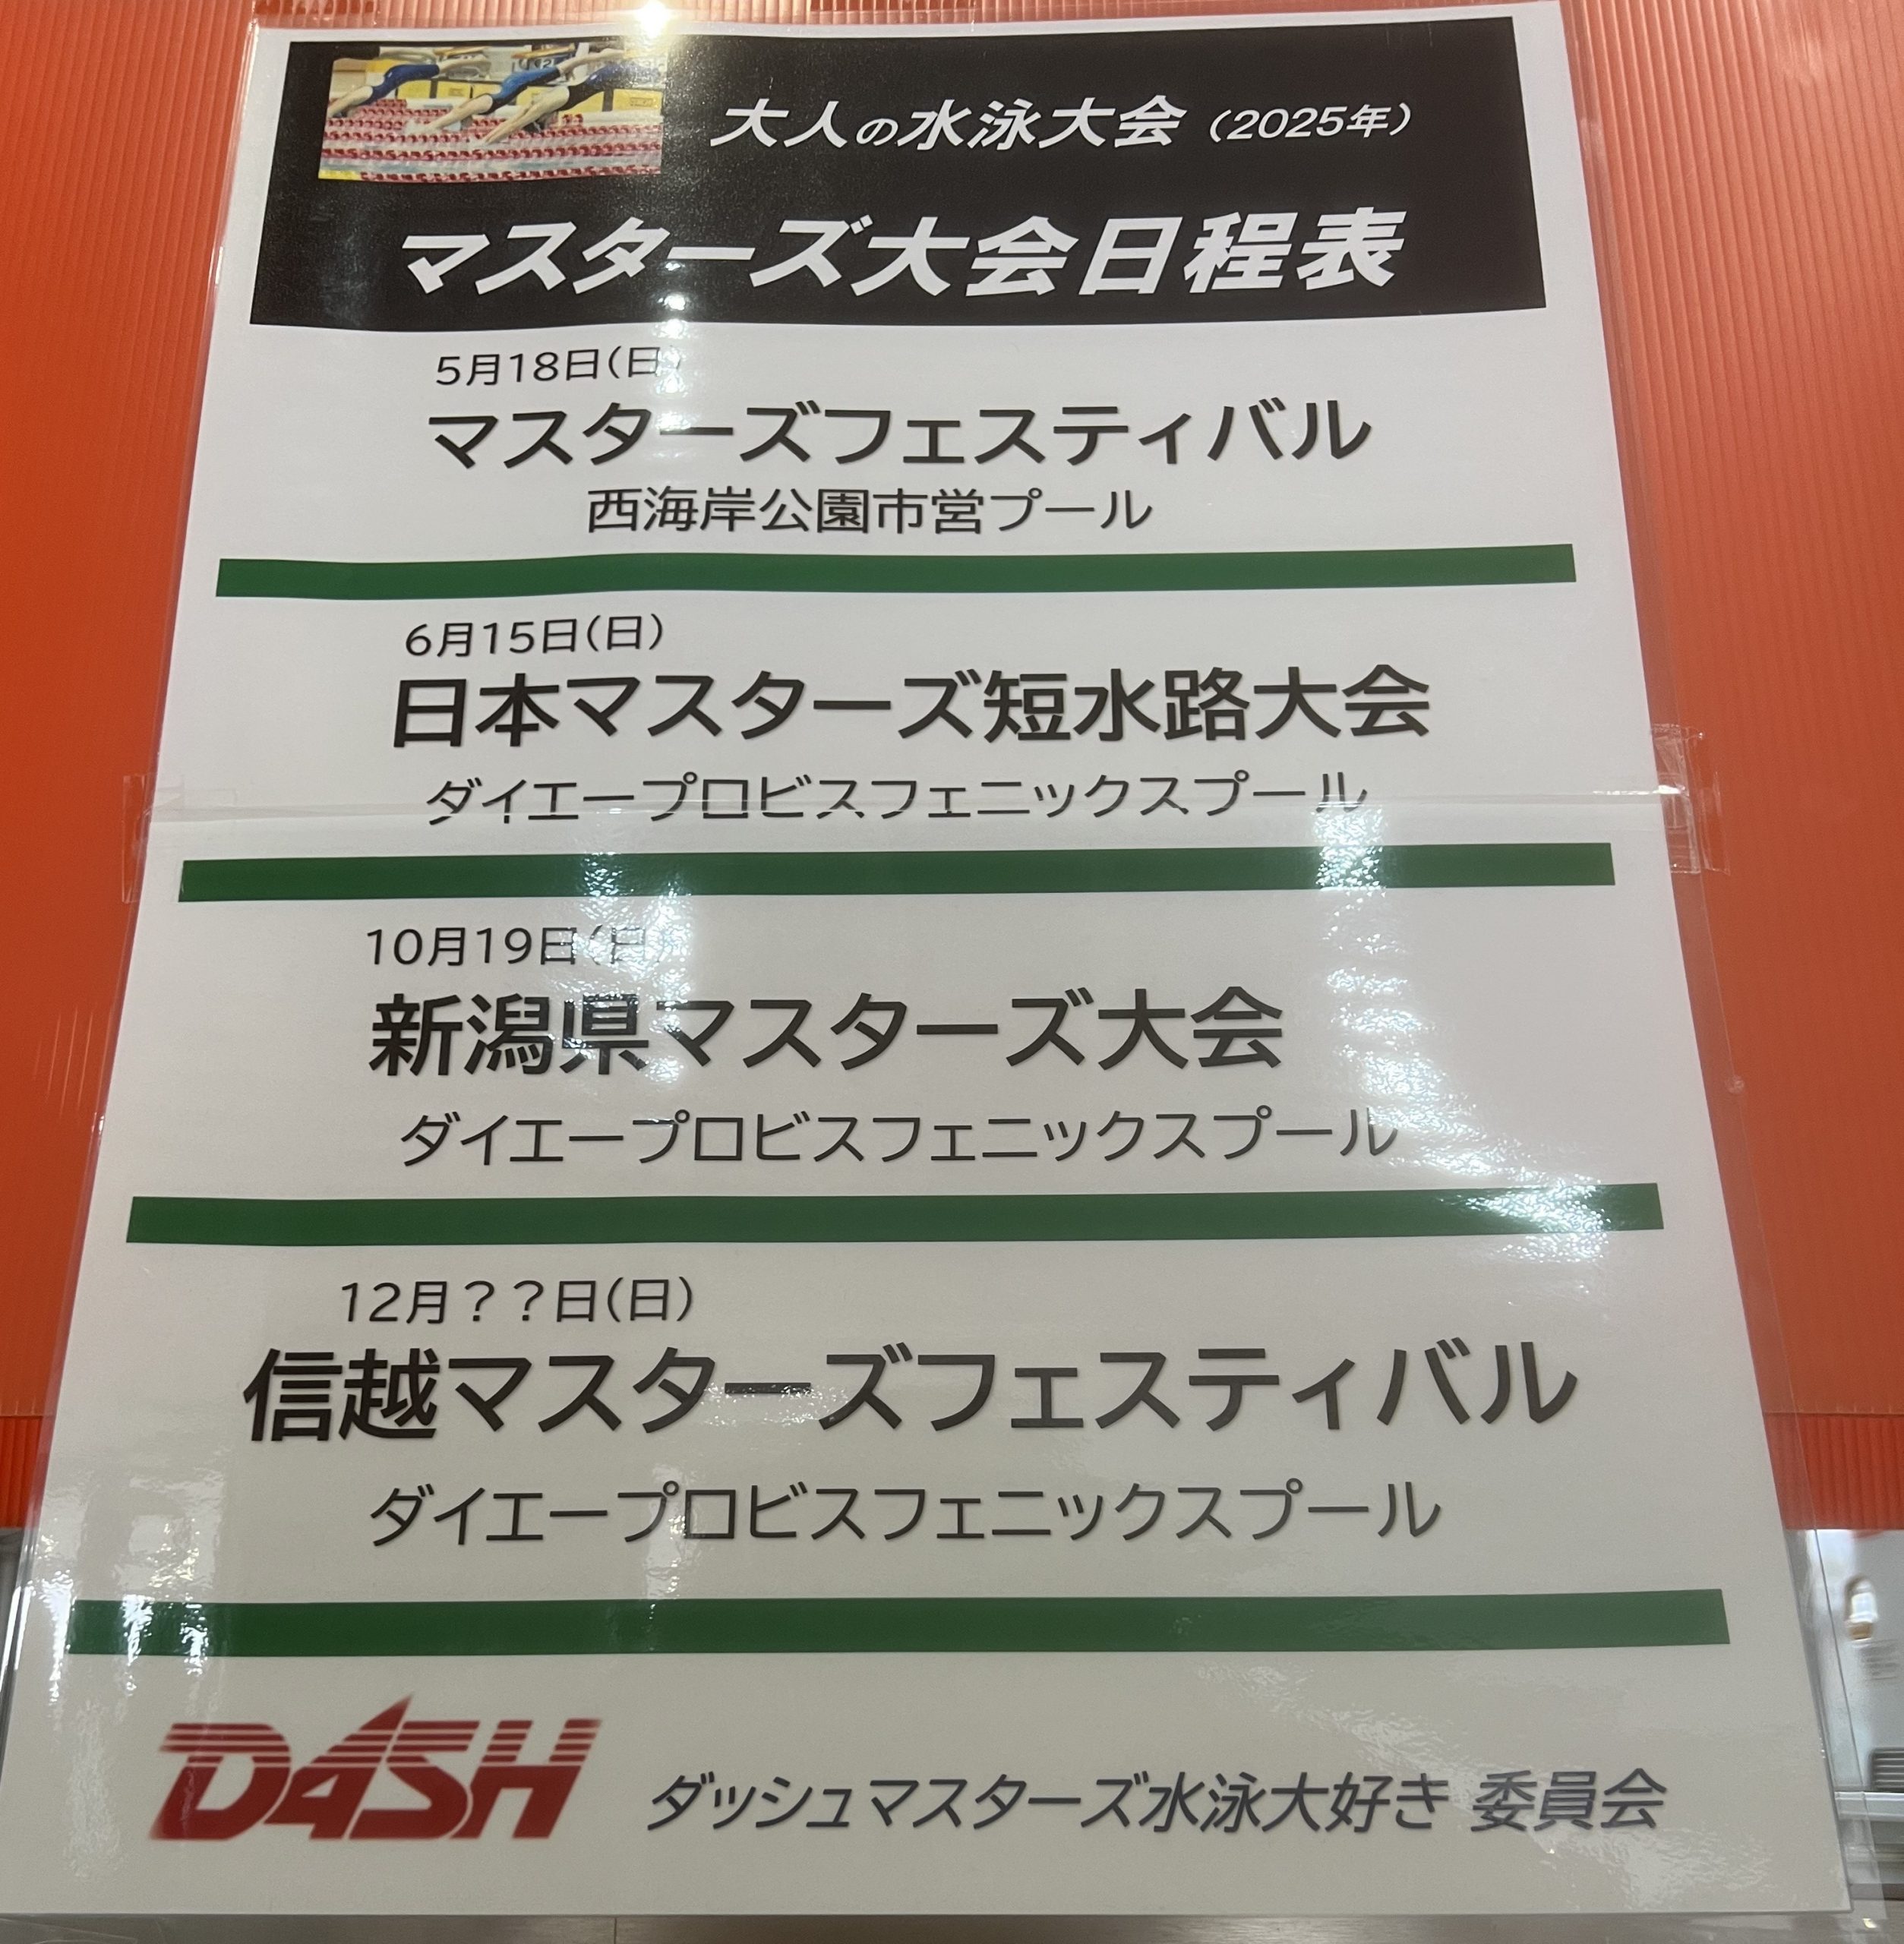 大人の水泳大会（2025年）
マスターズ大会日程表
5月18日(日)
マスターズフェスティバル
西海岸公園市営プール
6月15日(日)
日本マスターズ短水路大会
ダイエープロビスフェニックスプール
10月19日(日)
新潟県マスターズ大会
ダイエープロビスフェニックスプール
12月？？日(日)
信越マスターズフェスティバル
ダイエープロビスフェニックスプール
DASH
ダッシュマスターズ水泳大好き 委員会